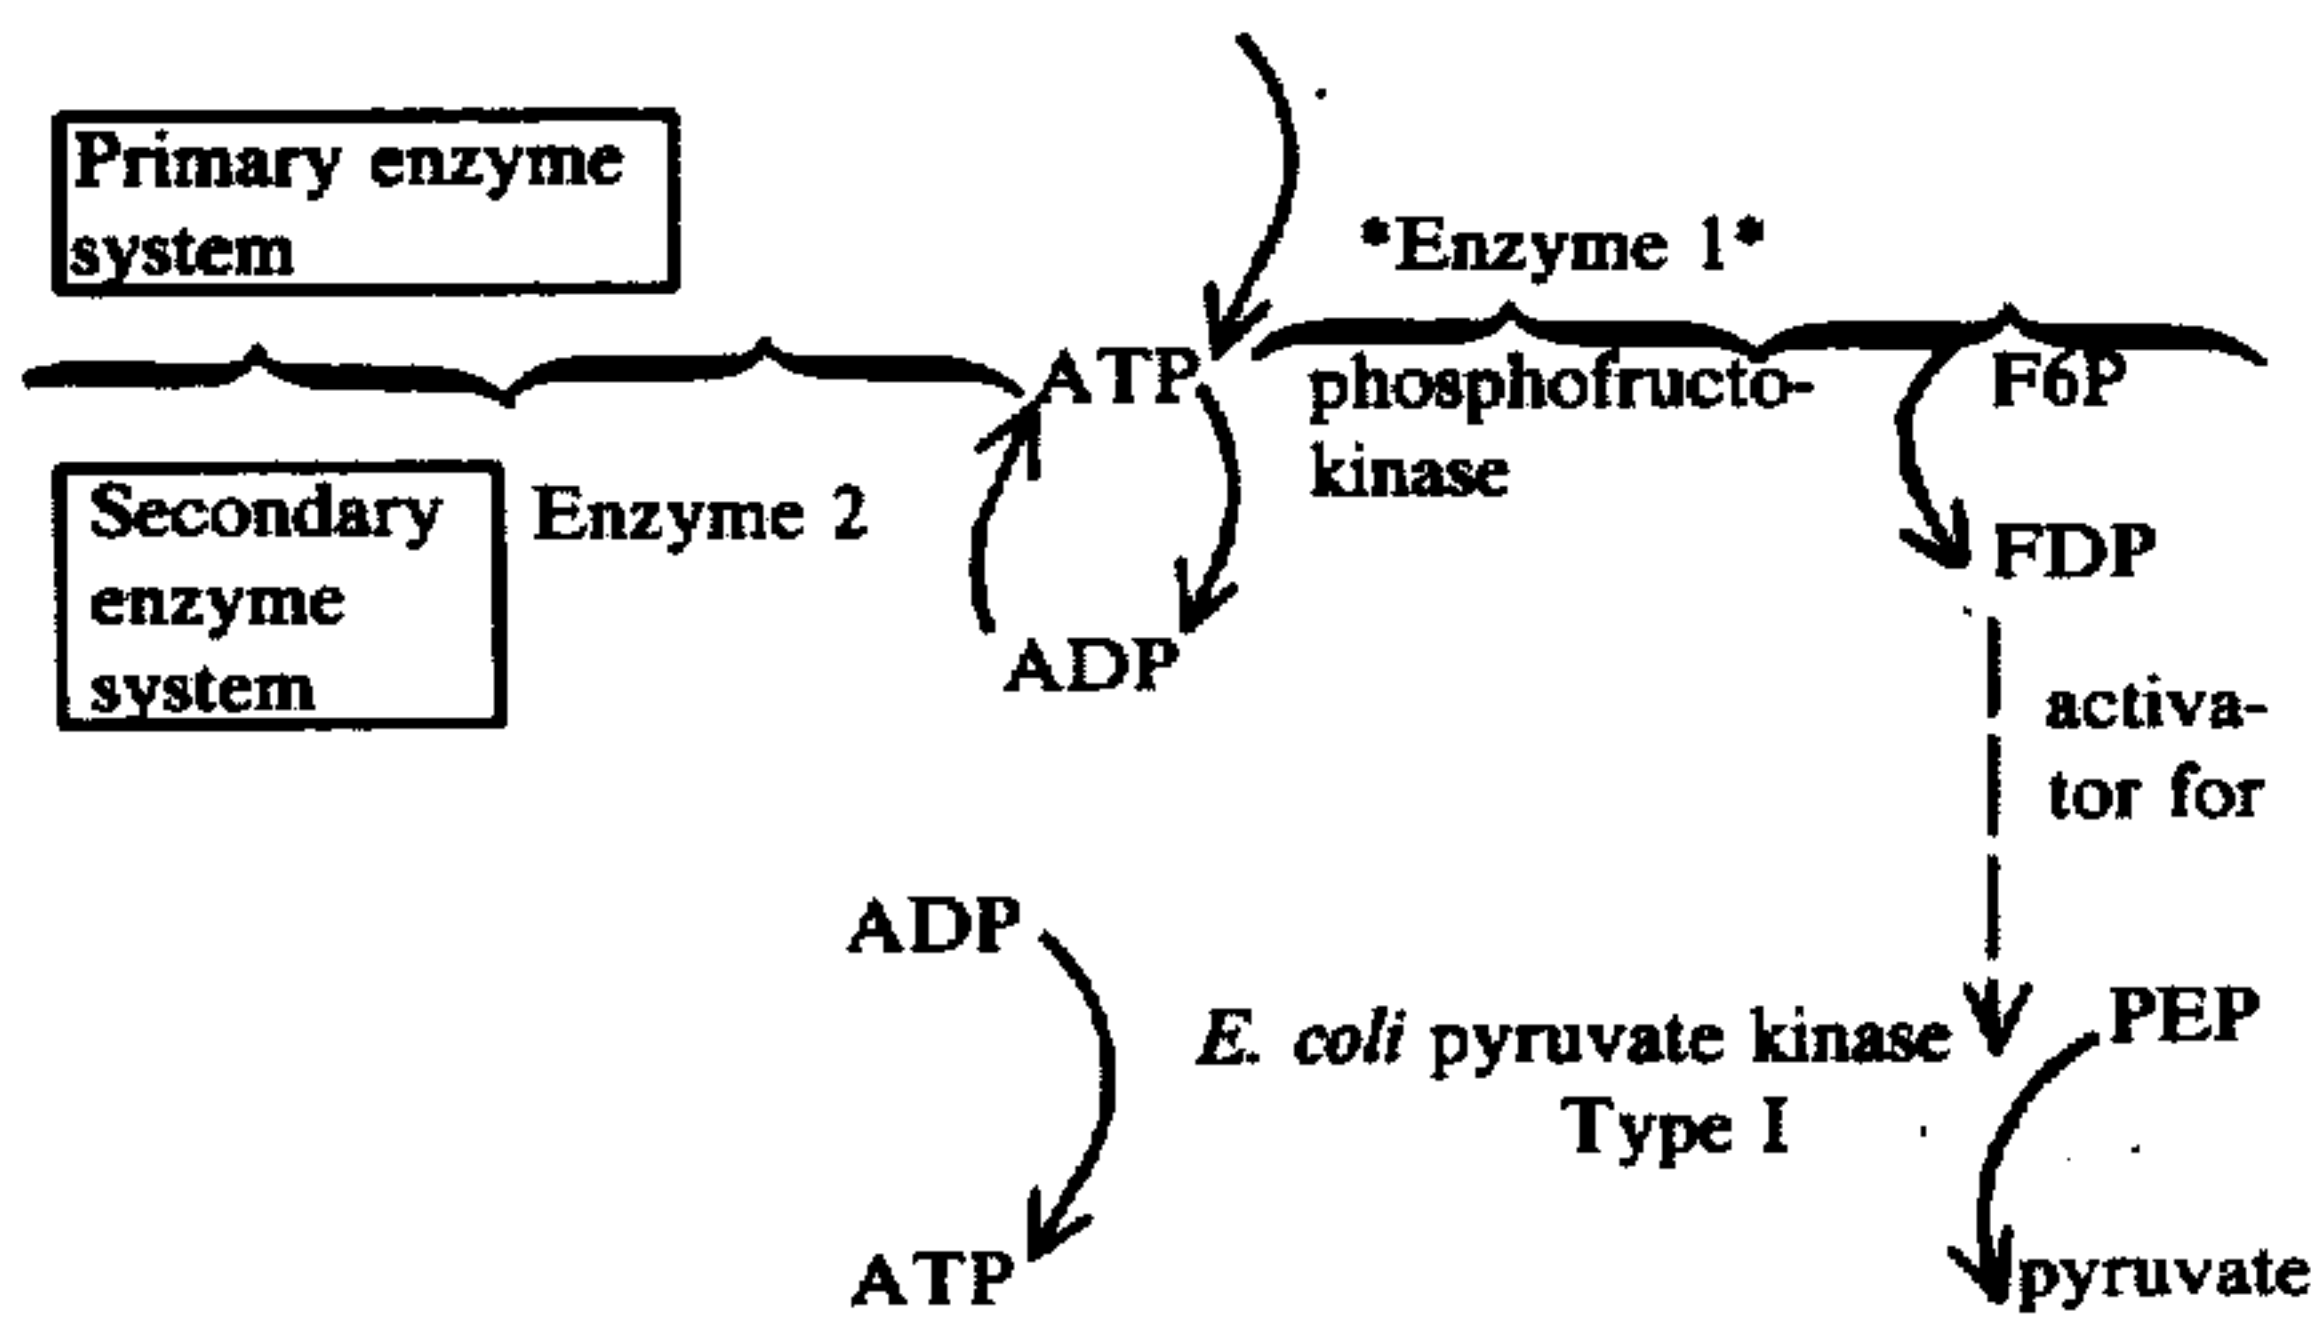 Primary enzyme
system
*Enzyme 1*
ATP
phosphofructo-
kinase
F6P
FDP
Secondary
enzyme
system
Enzyme 2
ADP
activa-
tor for
ADP
E. coli pyruvate kinase
Type I
PEP
ATP
pyruvate